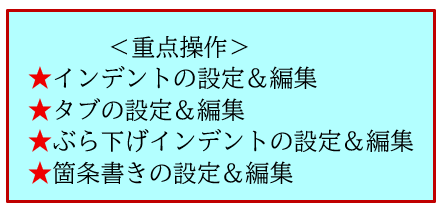 ＜重点操作＞
★インデントの設定＆編集
★タブの設定＆編集
★ぶら下げインデントの設定＆編集
★箇条書きの設定＆編集